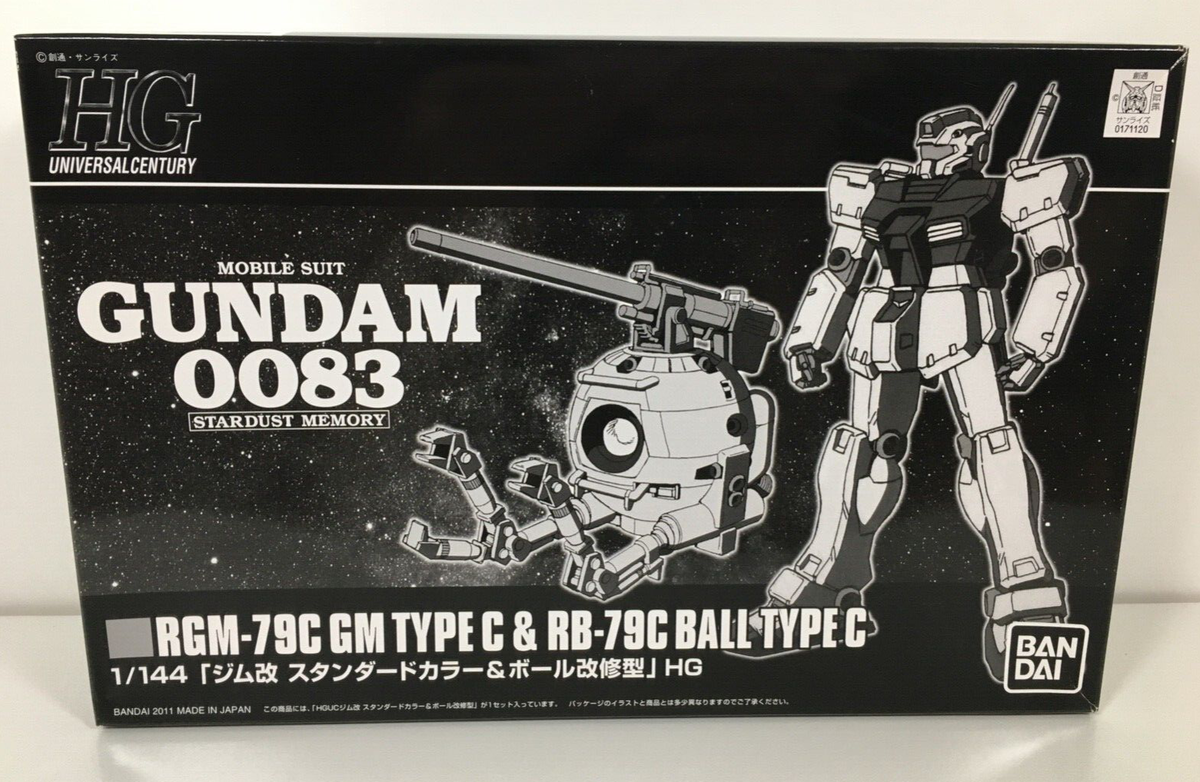 ©創通・サンライズ
HG
UNIVERSAL CENTURY
創通
©
サンライズ
0171120
MOBILE SUIT
GUNDAM
0083
STARDUST MEMORY
RGM-79C GM TYPE C & RB-79C BALL TYPE C
1/144「ジム改 スタンダードカラー&ボール改修型」HG
BAN
DAI
BANDAI 2011 MADE IN JAPAN この商品には、「HGUCジム改 スタンダードカラー&ボール改修型」が1セット入っています。 パッケージのイラストと商品とは多少異なりますのでご了承ください。